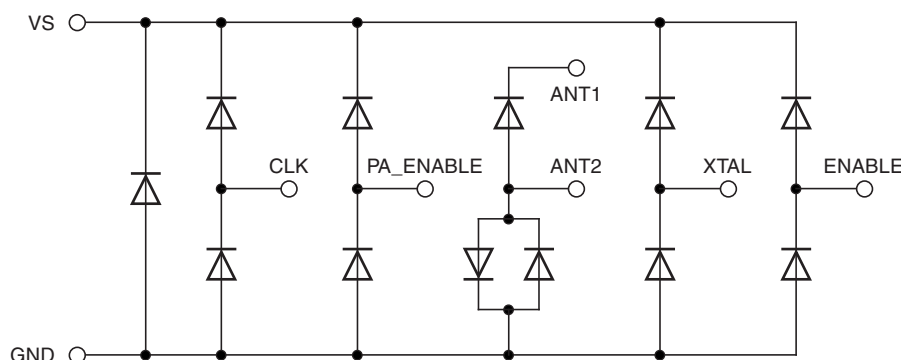 VS
ANT1
CLK
PA_ENABLE
ANT2
XTAL
ENABLE
GND